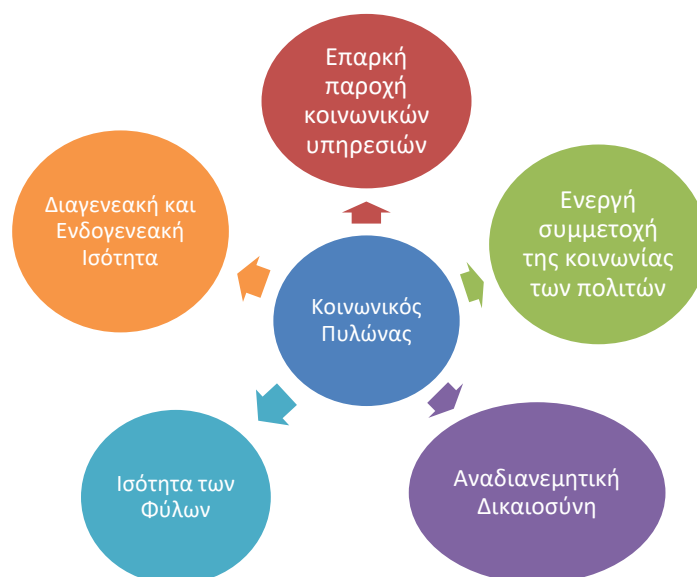 Επαρκή
παροχή
κοινωνικών
υπηρεσιών
Διαγενεακή και
Ενδογενεακή
Ισότητα
Ενεργή
συμμετοχή
της κοινωνίας
των πολιτών
Κοινωνικός
Πυλώνας
Ισότητα των
Φύλων
Αναδιανεμητική
Δικαιοσύνη